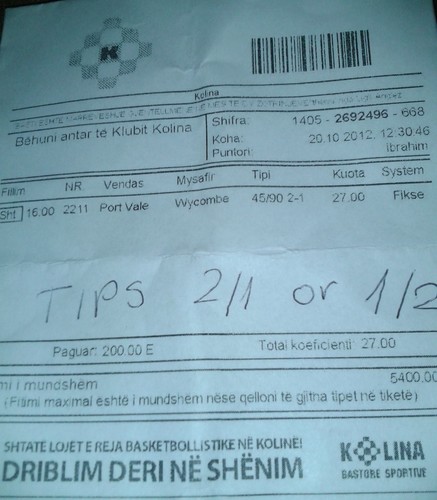 K
Kolina
Behuni antar të Klubit Kolina
Shifra: 1405 - 2692496 - 668
Koha: 20.10.2012. 12:30:46
Puntori: Ibrahim
Fillim NR. Vendas Mysafir Tipi Kuota System
SHT 16.00 2211 Port Vale Wycombe 45/90 2-1 27.00 Fikse
TIPS 2/1 or 1/2
Paguar: 200.00 E Total koeficienti: 27.00
mi i mundshëm 5400.00
(Fitimi maximal është i mundshëm nëse qëlloni të gjitha tipet në tiketë)
SHTATË LOJËT E REJA BASKETBOLLISTIKE NË KOLINË!
DRIBLIM DERI NË SHËNIM
KOLINA
BASTORE SPORTIVE